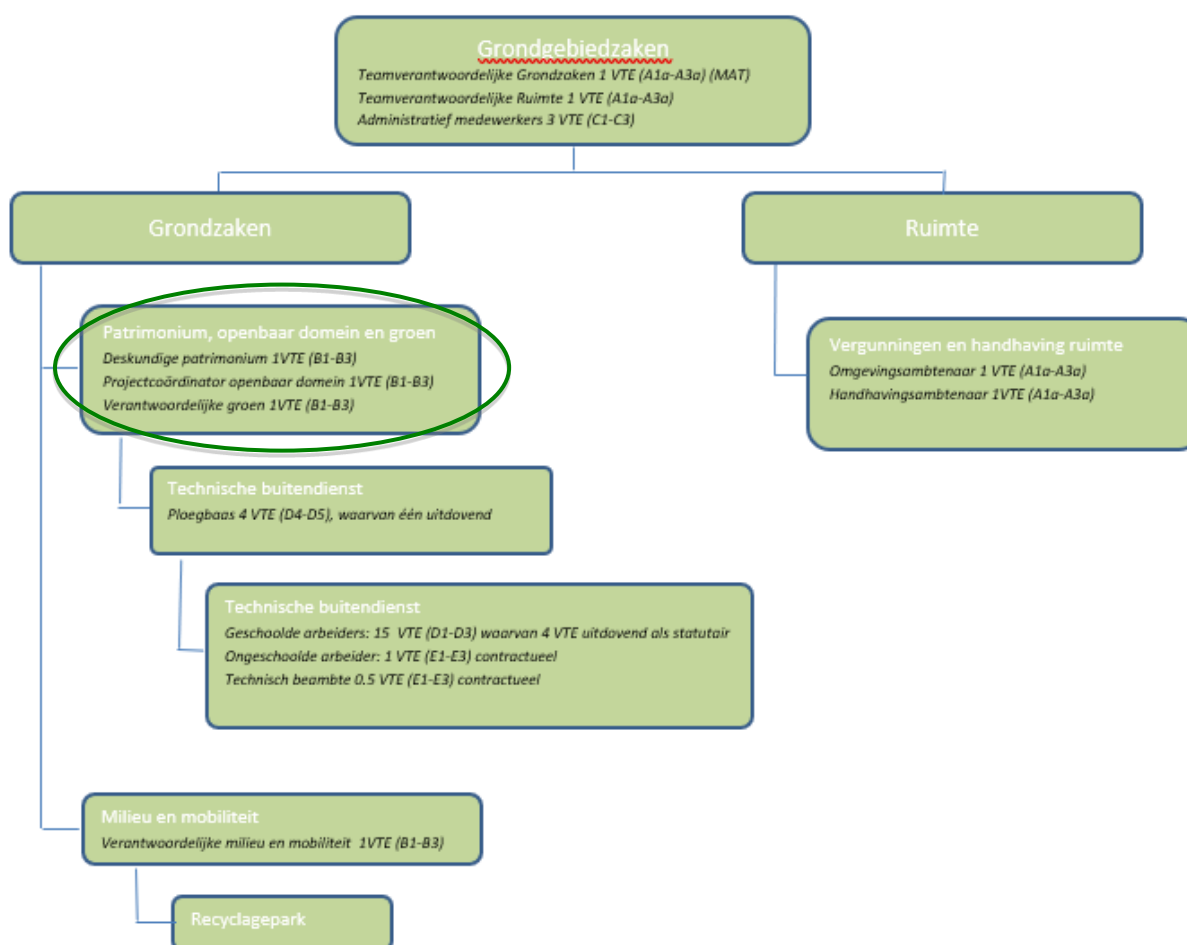 Grondgebiedzaken
Teamverantwoordelijke Grondzaken 1 VTE (A1a-A3a) (MAT)
Teamverantwoordelijke Ruimte 1 VTE (A1a-A3a)
Administratief medewerkers 3 VTE (C1-C3)
Grondzaken
Ruimte
Patrimonium, openbaar domein en groen
Deskundige patrimonium 1VTE (B1-B3)
Projectcoördinator openbaar domein 1VTE (B1-B3)
Verantwoordelijke groen 1VTE (B1-B3)
Vergunningen en handhaving ruimte
Omgevingsambtenaar 1 VTE (A1a-A3a)
Handhavingsambtenaar 1VTE (A1a-A3a)
Technische buitendienst
Ploegbaas 4 VTE (D4-D5), waarvan één uitdovend
Technische buitendienst
Geschoolde arbeiders: 15 VTE (D1-D3) waarvan 4 VTE uitdovend als statutair
Ongeschoolde arbeider: 1 VTE (E1-E3) contractueel
Technisch beambte 0.5 VTE (E1-E3) contractueel
Milieu en mobiliteit
Verantwoordelijke milieu en mobiliteit 1VTE (B1-B3)
Recyclagepark